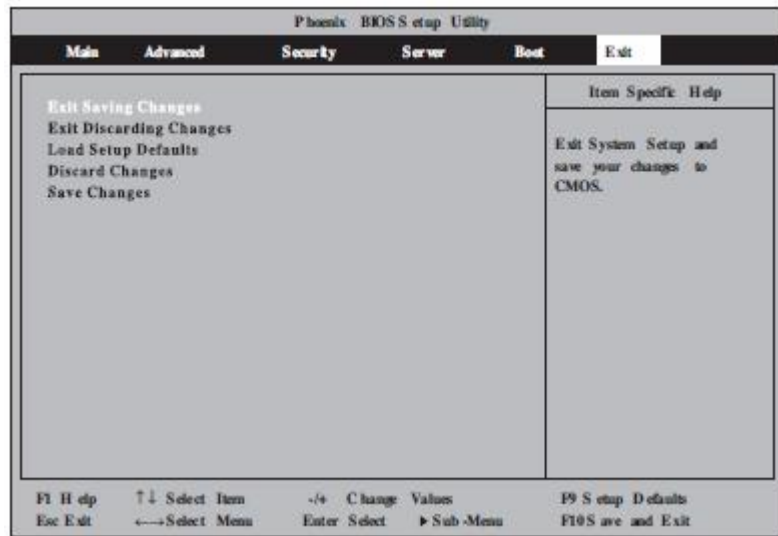 Phoenix BIOS Setup Utility
Main Advanced Security Server Boot Exit
Exit Saving Changes
Exit Discarding Changes
Load Setup Defaults
Discard Changes
Save Changes
Item Specific Help
Exit System Setup and
save your changes to
CMOS.
F1 Help ↑↓ Select Item -/+ Change Values F9 Setup Defaults
Esc Exit ←→ Select Menu Enter Select ▶ Sub-Menu F10 Save and Exit